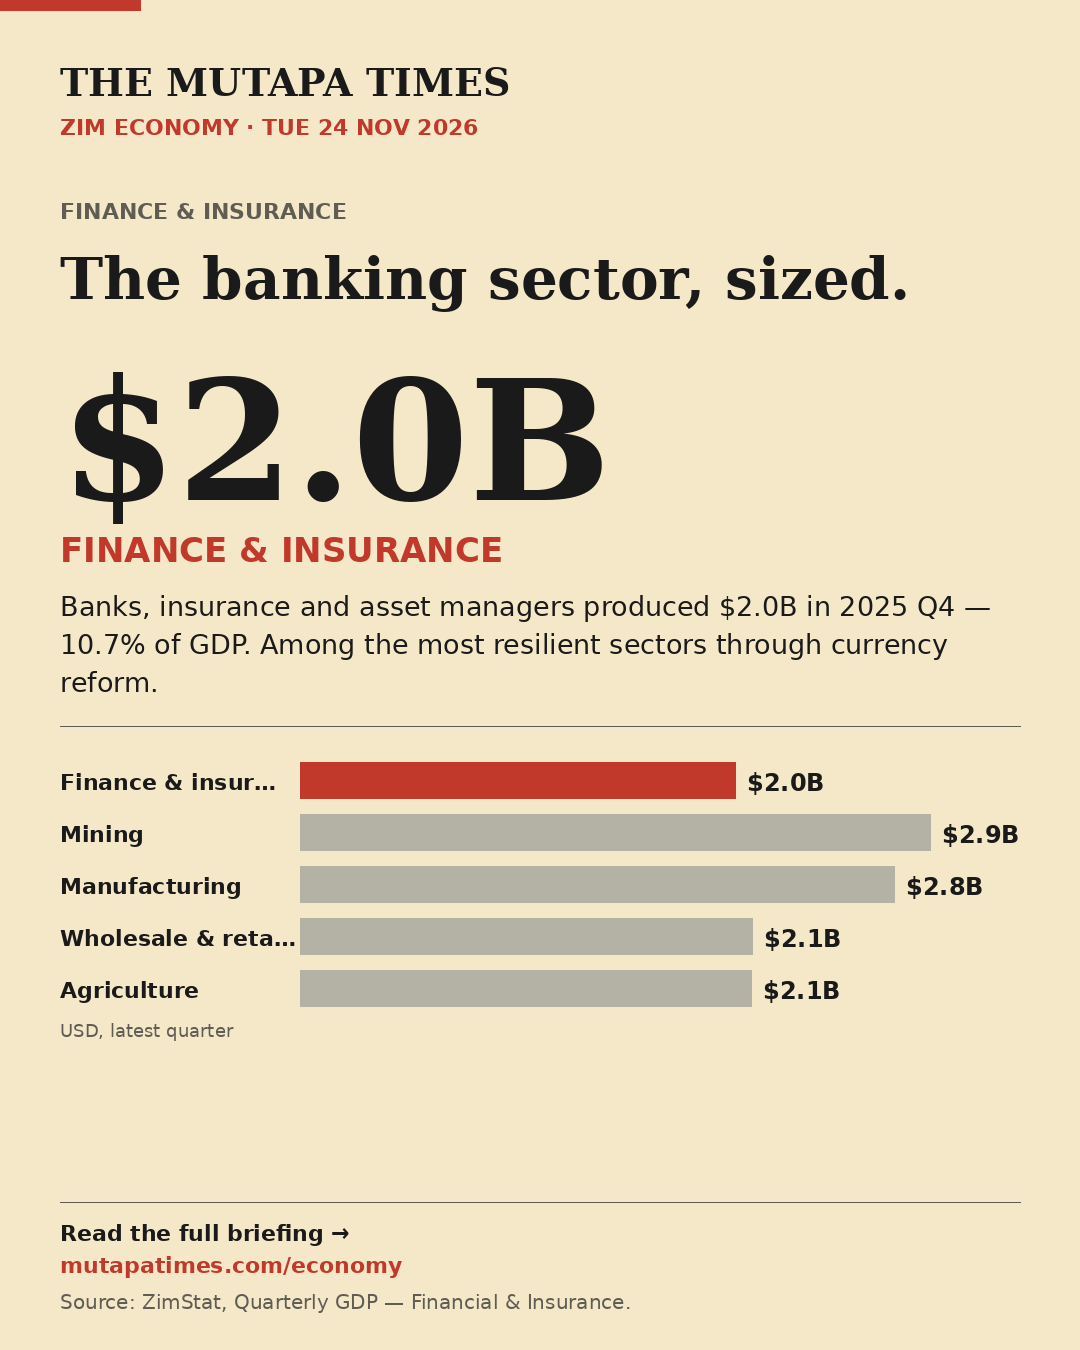 THE MUTAPA TIMES
ZIM ECONOMY · TUE 24 NOV 2026
FINANCE & INSURANCE
The banking sector, sized.
$2.0B
FINANCE & INSURANCE
Banks, insurance and asset managers produced $2.0B in 2025 Q4 —
10.7% of GDP. Among the most resilient sectors through currency
reform.
Finance & insur… $2.0B
Mining $2.9B
Manufacturing $2.8B
Wholesale & reta… $2.1B
Agriculture $2.1B
USD, latest quarter
Read the full briefing →
mutapatimes.com/economy
Source: ZimStat, Quarterly GDP — Financial & Insurance.